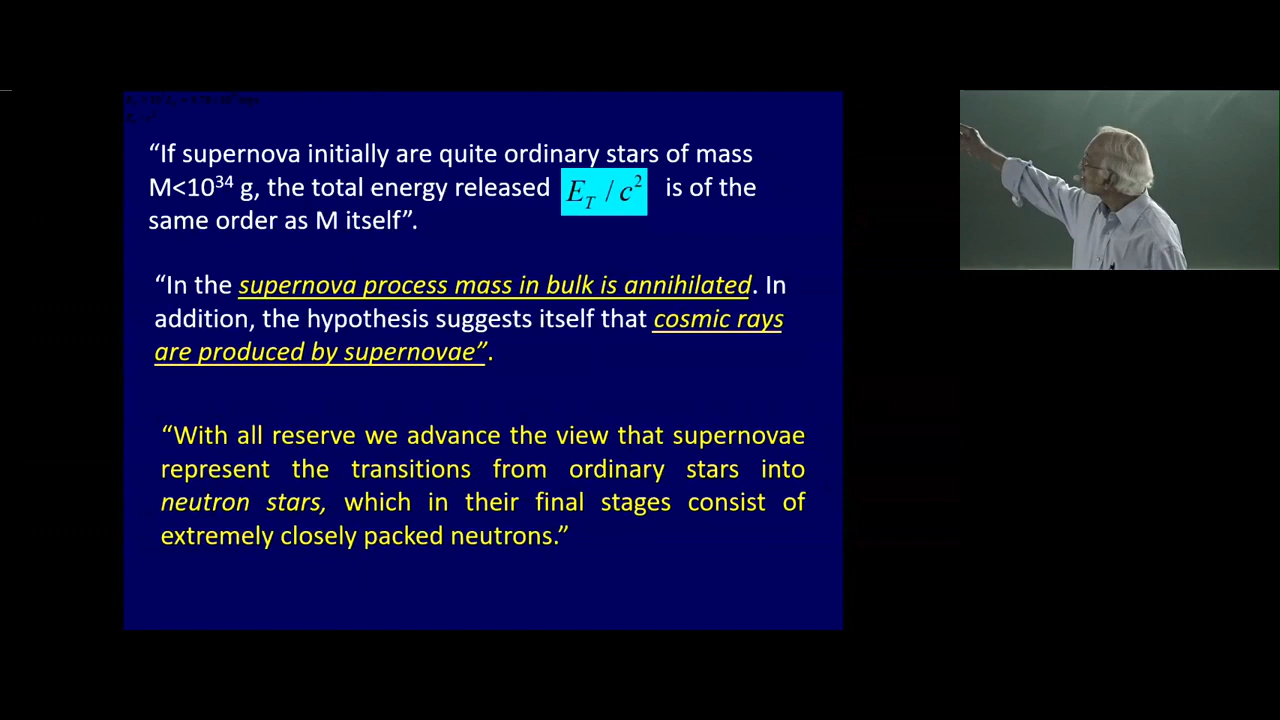 “If supernova initially are quite ordinary stars of mass
M<10³⁴ g, the total energy released E_T / c² is of the
same order as M itself”.
“In the supernova process mass in bulk is annihilated. In
addition, the hypothesis suggests itself that cosmic rays
are produced by supernovae”.
“With all reserve we advance the view that supernovae
represent the transitions from ordinary stars into
neutron stars, which in their final stages consist of
extremely closely packed neutrons.”